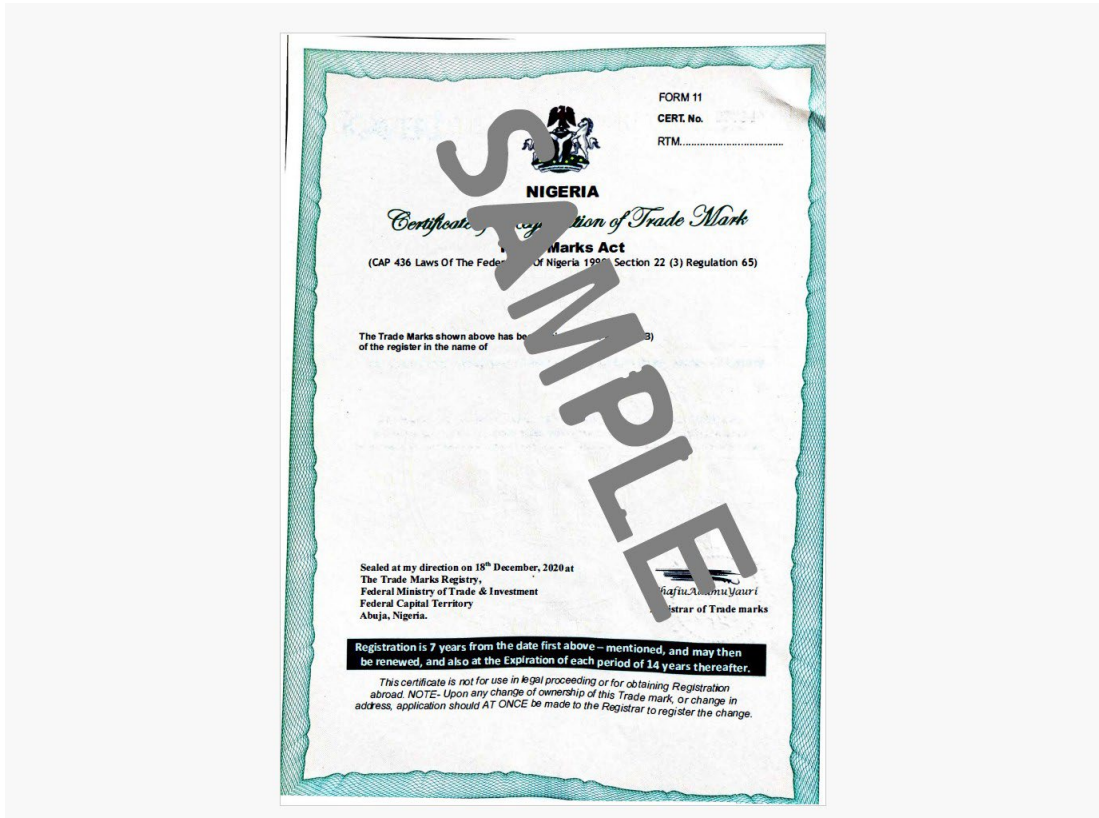 FORM 11
CERT. No.
RTM..................................
NIGERIA
Certificate of tion of Trade Mark
Marks Act
(CAP 436 Laws Of The Of Nigeria Section 22 (3) Regulation 65)
The Trade Marks shown above has
of the register in the name of
SAMPLE
Sealed at my direction on 18th December, 2020 at
The Trade Marks Registry,
Federal Ministry of Trade & Investment
Federal Capital Territory
Abuja, Nigeria.
Yauri
of Trade marks
Registration is 7 years from the date first above – mentioned, and may then
be renewed, and also at the Expiration of each period of 14 years thereafter.
This certificate is not for use in legal proceeding or for obtaining Registration
abroad. NOTE- Upon any change of ownership of this Trade mark, or change in
address, application should AT ONCE be made to the Registrar to register the change.